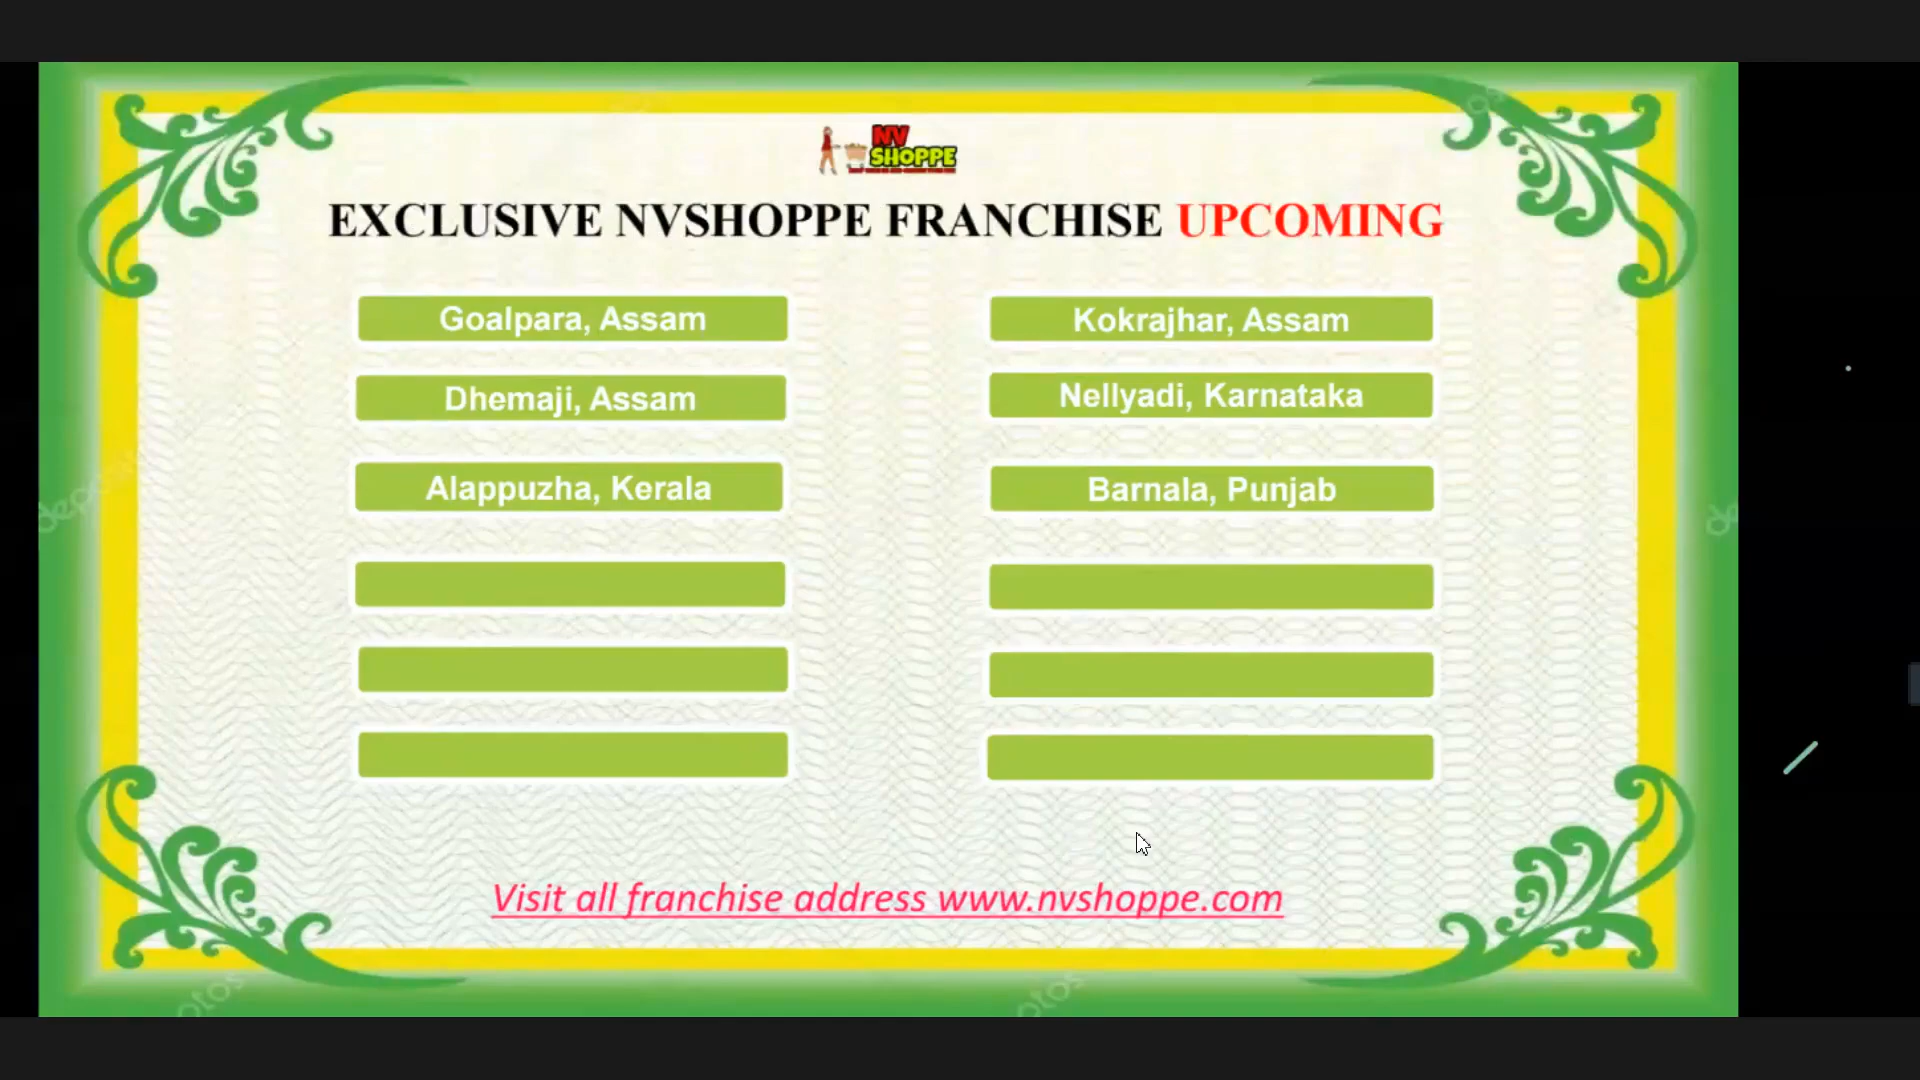 NV
SHOPPE
EXCLUSIVE NVSHOPPE FRANCHISE UPCOMING
Goalpara, Assam
Kokrajhar, Assam
Dhemaji, Assam
Nellyadi, Karnataka
Alappuzha, Kerala
Barnala, Punjab
Visit all franchise address www.nvshoppe.com